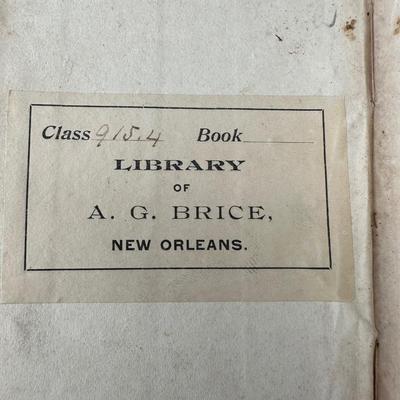 Class 915.4 Book
LIBRARY
OF
A. G. BRICE,
NEW ORLEANS.